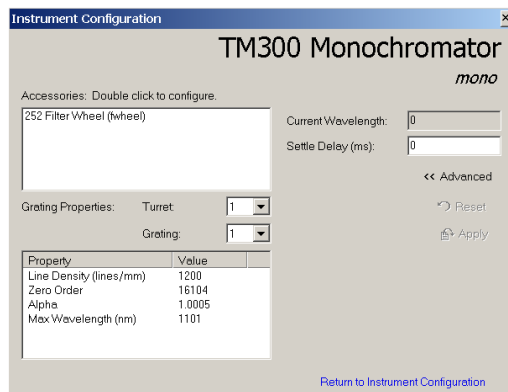 Instrument Configuration
TM300 Monochromator
mono
Accessories: Double click to configure.
252 Filter Wheel (fwheel)
Current Wavelength: 0
Settle Delay (ms): 0
<< Advanced
Grating Properties: Turret: 1
Reset
Grating: 1
Apply
Property Value
Line Density (lines/mm) 1200
Zero Order 16104
Alpha 1.0005
Max Wavelength (nm) 1101
Return to Instrument Configuration